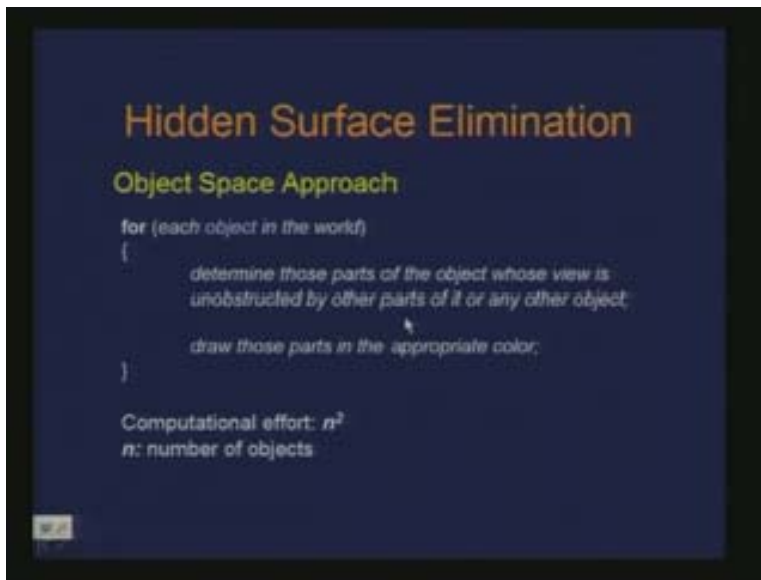 Hidden Surface Elimination
Object Space Approach
for (each object in the world)
{
determine those parts of the object whose view is
unobstructed by other parts of it or any other object;
draw those parts in the appropriate color;
}
Computational effort: n²
n: number of objects